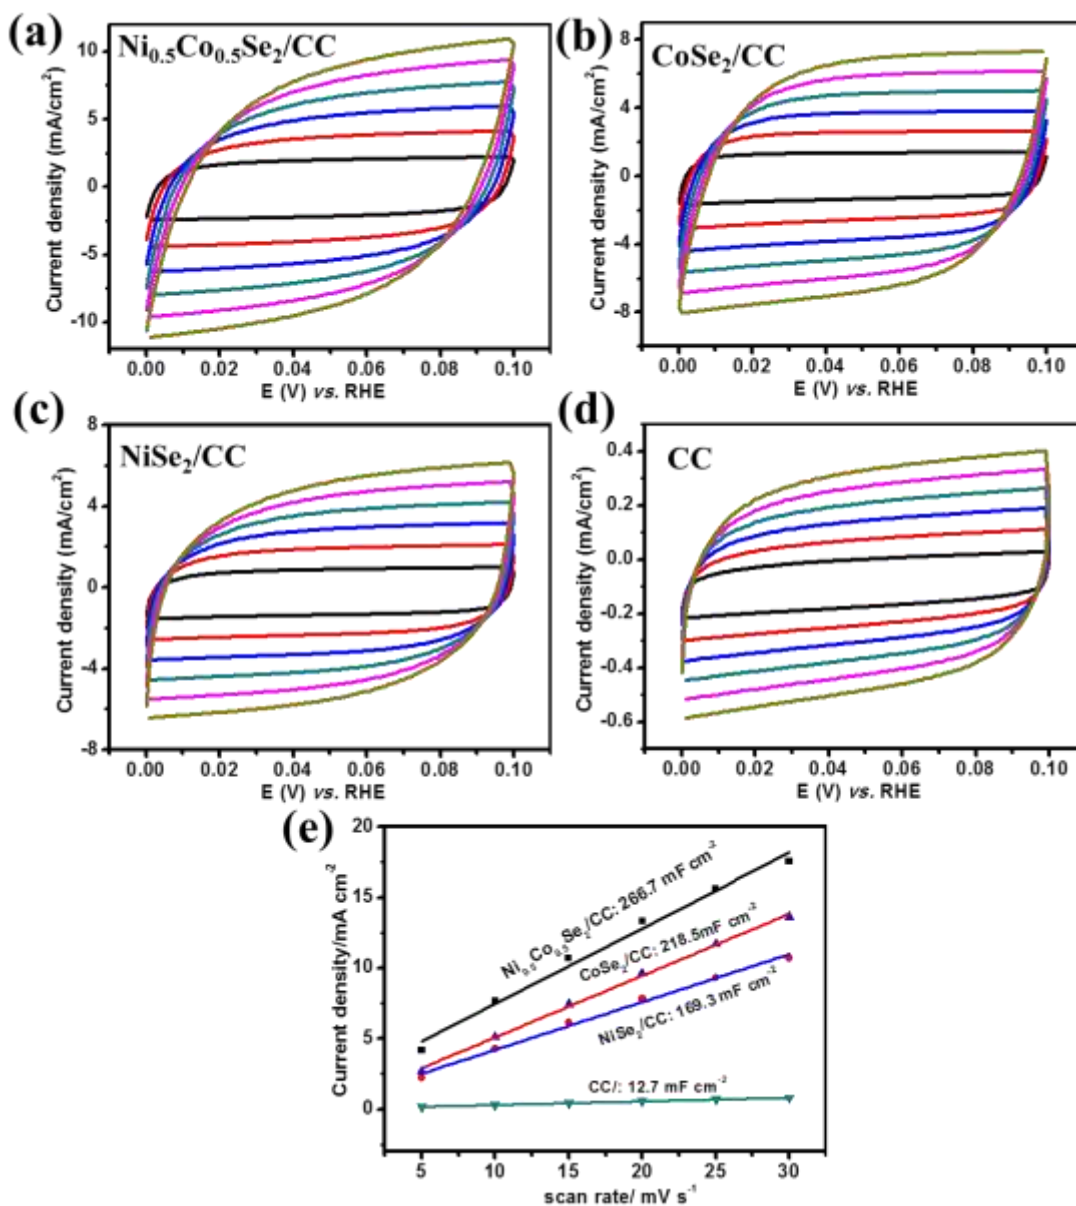 (a)
Ni0.5Co0.5Se2/CC
10
5
0
-5
-10
Current density (mA/cm2)
0.00 0.02 0.04 0.06 0.08 0.10
E (V) vs. RHE
(b)
CoSe2/CC
8
4
0
-4
-8
Current density (mA/cm2)
0.00 0.02 0.04 0.06 0.08 0.10
E (V) vs. RHE
(c)
NiSe2/CC
8
4
0
-4
-8
Current density (mA/cm2)
0.00 0.02 0.04 0.06 0.08 0.10
E (V) vs. RHE
(d)
CC
0.4
0.2
0.0
-0.2
-0.4
-0.6
Current density (mA/cm2)
0.00 0.02 0.04 0.06 0.08 0.10
E (V) vs. RHE
(e)
20
15
10
5
0
Current density/mA cm-2
Ni0.5Co0.5Se2/CC: 266.7 mF cm-2
CoSe2/CC: 218.5mF cm-2
NiSe2/CC: 169.3 mF cm-2
CC/: 12.7 mF cm-2
5 10 15 20 25 30
scan rate/ mV s-1